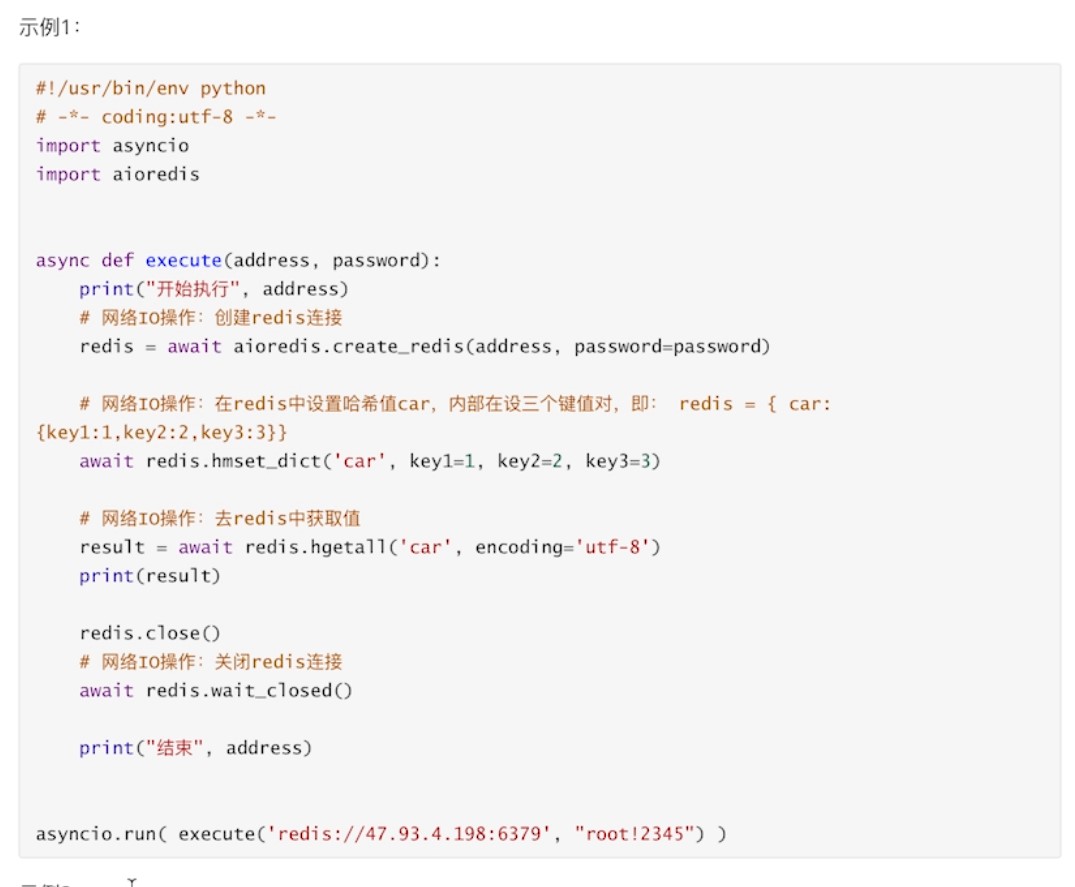 示例1:
#!/usr/bin/env python
# -*- coding:utf-8 -*-
import asyncio
import aioredis
async def execute(address, password):
    print("开始执行", address)
    # 网络IO操作：创建redis连接
    redis = await aioredis.create_redis(address, password=password)
    # 网络IO操作：在redis中设置哈希值car，内部在设三个键值对，即： redis = { car:
{key1:1,key2:2,key3:3}}
    await redis.hmset_dict('car', key1=1, key2=2, key3=3)
    # 网络IO操作：去redis中获取值
    result = await redis.hgetall('car', encoding='utf-8')
    print(result)
    redis.close()
    # 网络IO操作：关闭redis连接
    await redis.wait_closed()
    print("结束", address)
asyncio.run( execute('redis://47.93.4.198:6379', "root!2345") )